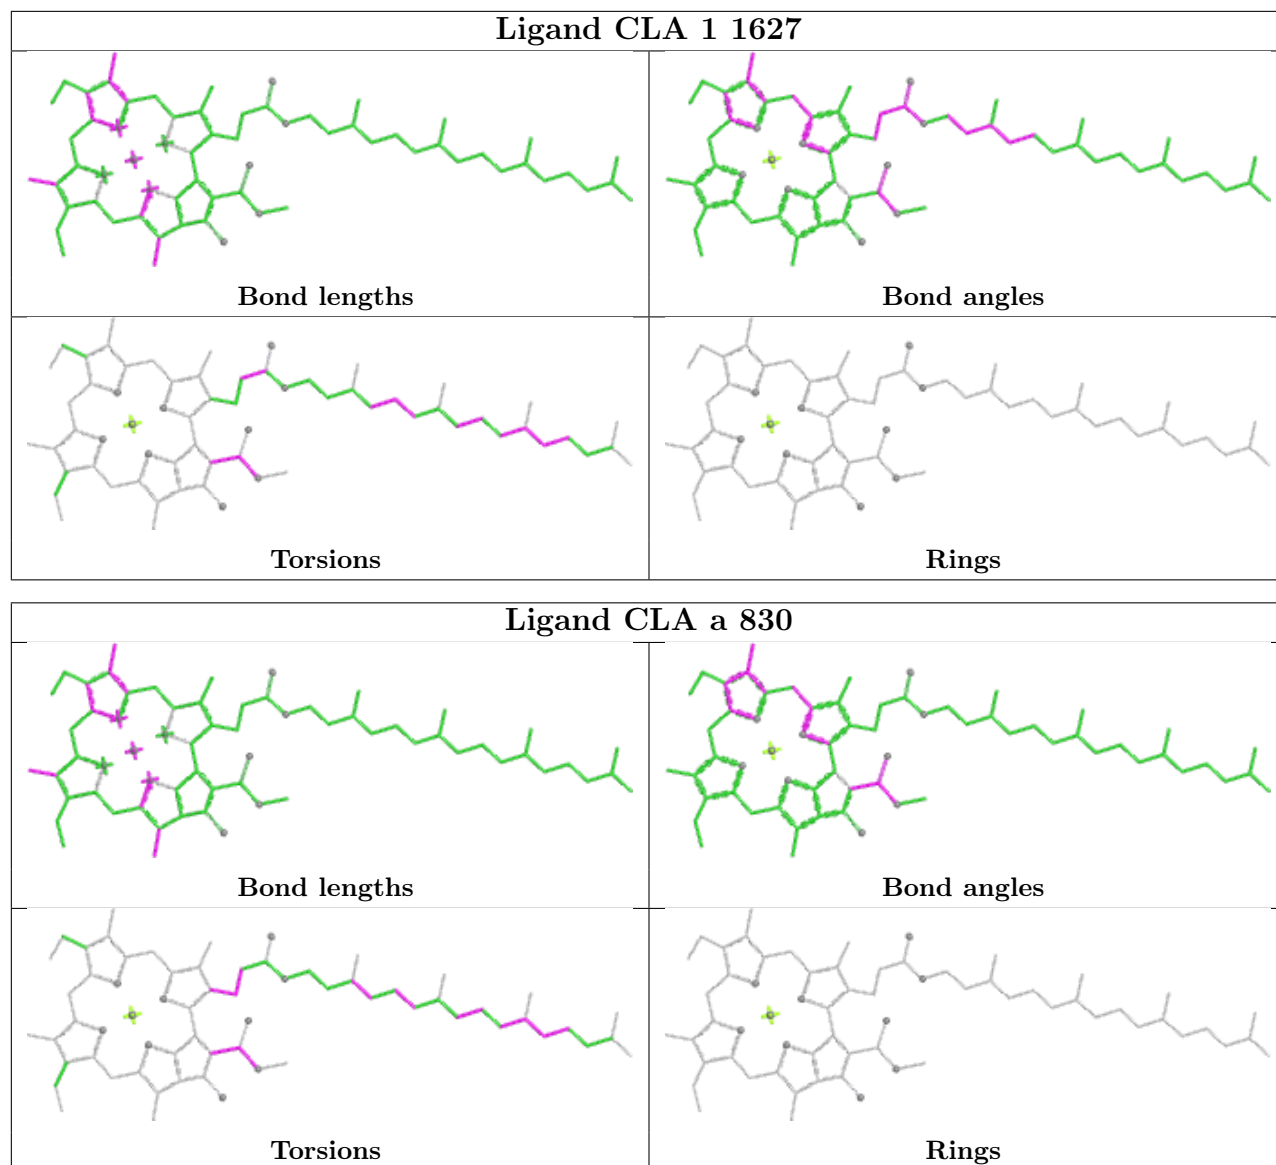 Ligand CLA 1 1627
Bond lengths
Bond angles
Torsions
Rings
Ligand CLA a 830
Bond lengths
Bond angles
Torsions
Rings